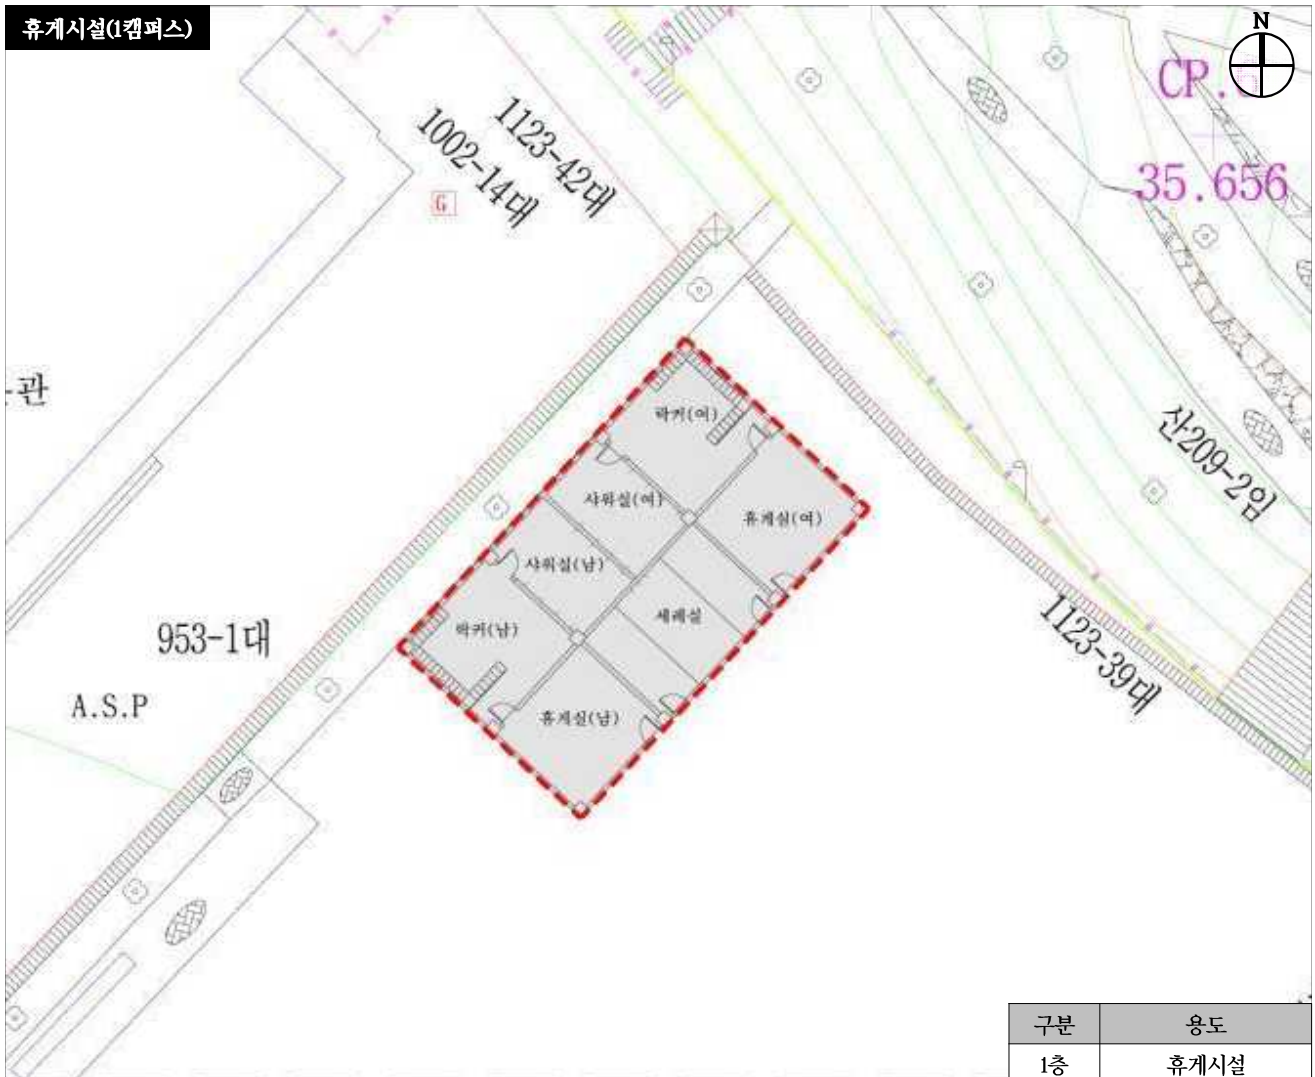 휴게시설(1캠퍼스)
N
CP.
35.656
1123-42대
1002-14대
G
관
락커(여)
샤워실(여)
휴게실(여)
산209-2임
샤워실(남)
세례실
락커(남)
953-1대
1123-39대
A.S.P
휴게실(남)
구분 용도
1층 휴게시설